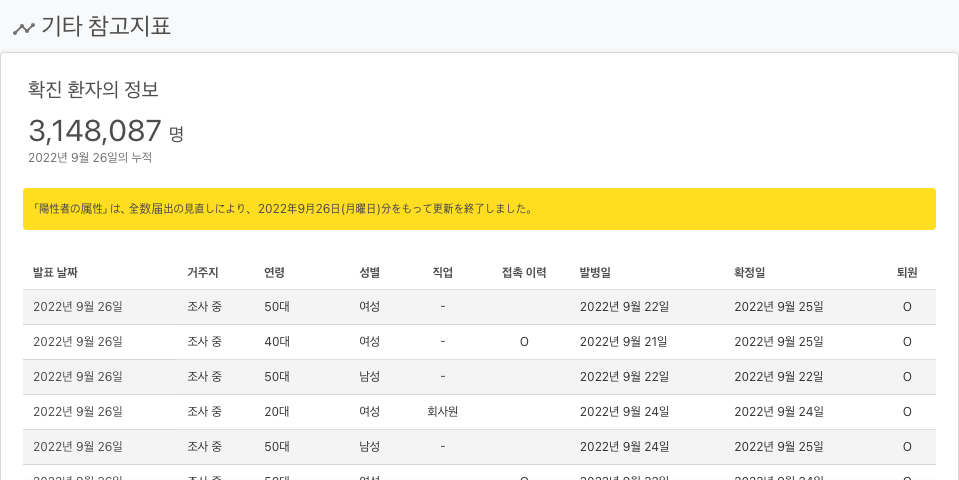 기타 참고지표
확진 환자의 정보
3,148,087 명
2022년 9월 26일의 누적
「陽性者の属性」は、全数届出の見直しにより、2022年9月26日(月曜日)分をもって更新を終了しました。
발표 날짜 거주지 연령 성별 직업 접촉 이력 발병일 확정일 퇴원
2022년 9월 26일 조사 중 50대 여성 - 2022년 9월 22일 2022년 9월 25일 O
2022년 9월 26일 조사 중 40대 여성 - O 2022년 9월 21일 2022년 9월 25일 O
2022년 9월 26일 조사 중 50대 남성 - 2022년 9월 22일 2022년 9월 22일 O
2022년 9월 26일 조사 중 20대 여성 회사원 2022년 9월 24일 2022년 9월 24일 O
2022년 9월 26일 조사 중 50대 남성 - 2022년 9월 24일 2022년 9월 25일 O